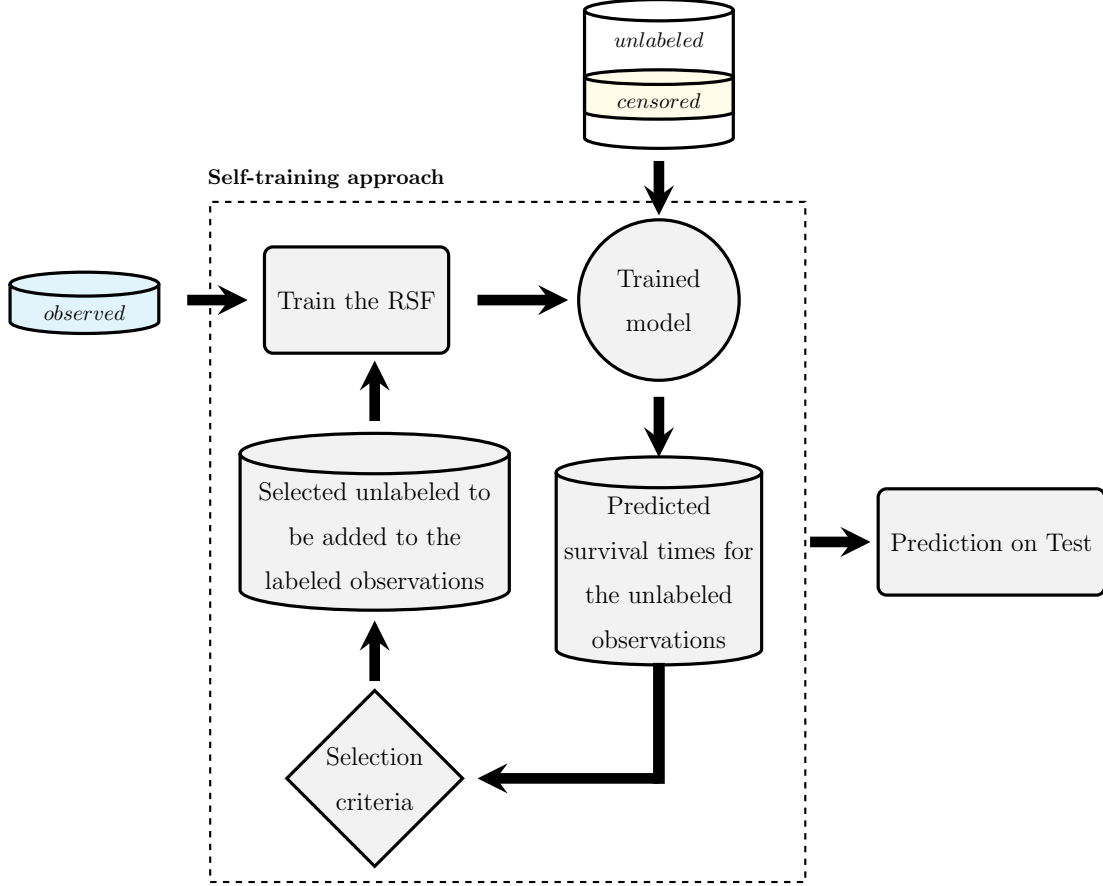 unlabeled
censored
Self-training approach
observed
Train the RSF
Trained
model
Selected unlabeled to
be added to the
labeled observations
Predicted
survival times for
the unlabeled
observations
Prediction on Test
Selection
criteria